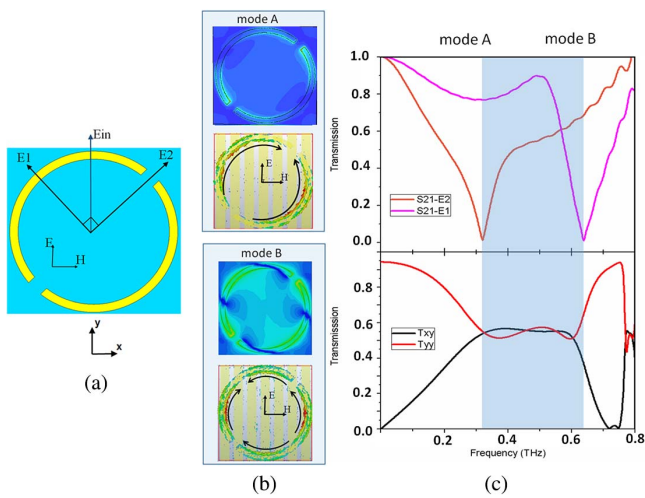 mode A
E
H
mode B
E
H
Ein
E1
E2
E
H
y
x
(a)
(b)
mode A
mode B
1.0
0.8
0.6
0.4
0.2
0.0
Transmission
S21-E2
S21-E1
0.8
0.6
0.4
0.2
0.0
Transmisssion
Txy
Tyy
0.2
0.4
0.6
0.8
Frequency (THz)
(c)